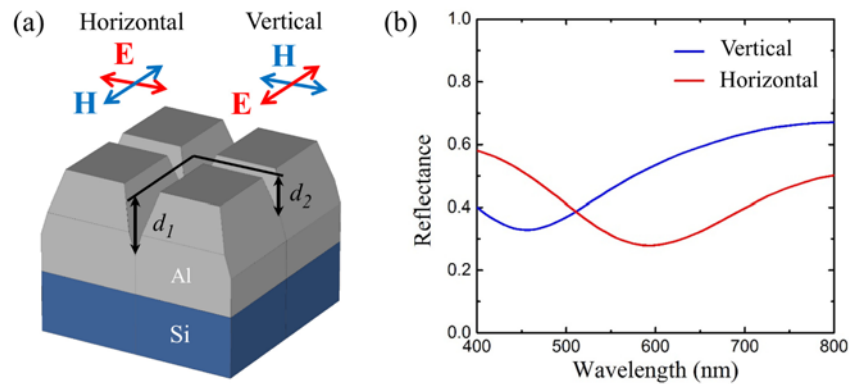 (a)
Horizontal
Vertical
E
H
H
E
d1
d2
Al
Si
(b)
1.0
0.8
0.6
0.4
0.2
0.0
Reflectance
Vertical
Horizontal
400 500 600 700 800
Wavelength (nm)